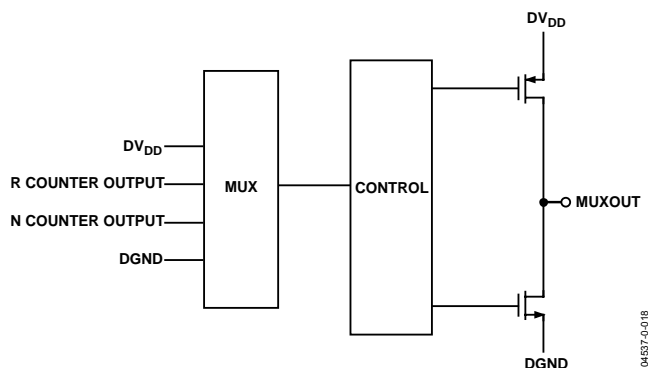 DVDD
DVDD
R COUNTER OUTPUT
N COUNTER OUTPUT
DGND
MUX
CONTROL
MUXOUT
DGND
04537-0-018